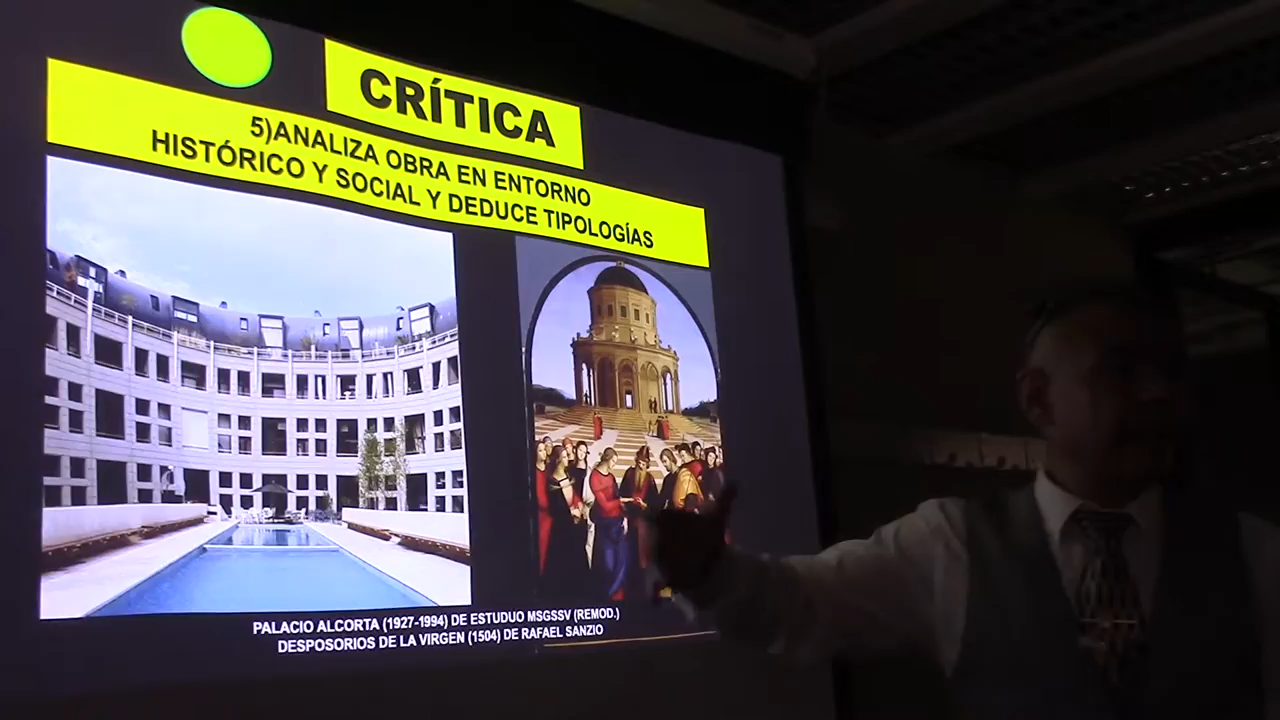 CRÍTICA
5)ANALIZA OBRA EN ENTORNO
HISTÓRICO Y SOCIAL Y DEDUCE TIPOLOGÍAS
PALACIO ALCORTA (1927-1994) DE ESTUDUO MSGSSV (REMOD.)
DESPOSORIOS DE LA VIRGEN (1504) DE RAFAEL SANZIO